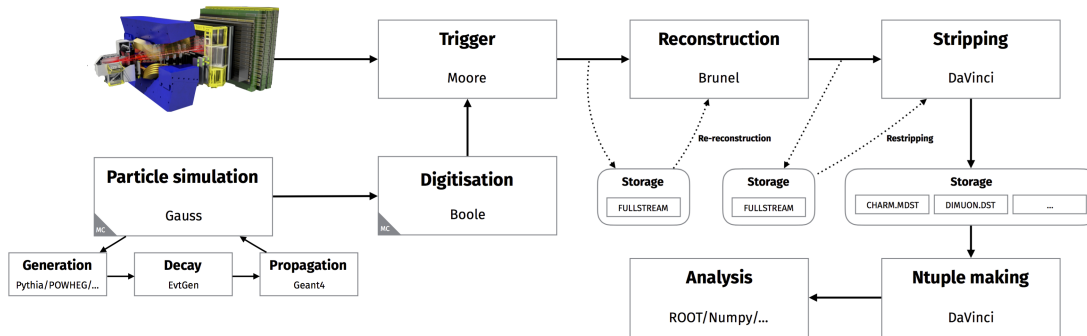 Trigger
Moore
Reconstruction
Brunel
Stripping
DaVinci
Re-reconstruction
Restripping
Particle simulation
Gauss
MC
Digitisation
Boole
MC
Storage
FULLSTREAM
Storage
FULLSTREAM
Storage
CHARM.MDST
DIMUON.DST
...
Generation
Pythia/POWHEG/...
Decay
EvtGen
Propagation
Geant4
Analysis
ROOT/Numpy/...
Ntuple making
DaVinci